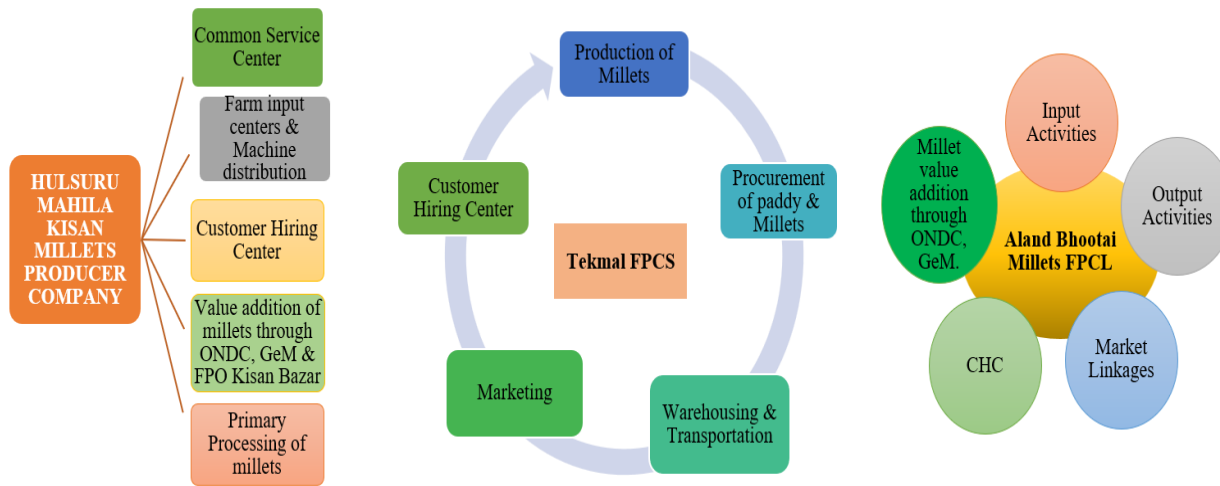 HULSURU
MAHILA
KISAN
MILLETS
PRODUCER
COMPANY
Common Service
Center
Farm input
centers &
Machine
distribution
Customer Hiring
Center
Value addition of
millets through
ONDC, GeM &
FPO Kisan Bazar
Primary
Processing of
millets
Production of
Millets
Procurement
of paddy &
Millets
Warehousing &
Transportation
Marketing
Customer
Hiring Center
Tekmal FPCS
Input
Activities
Output
Activities
Market
Linkages
CHC
Millet
value
addition
through
ONDC,
GeM.
Aland Bhootai
Millets FPCL